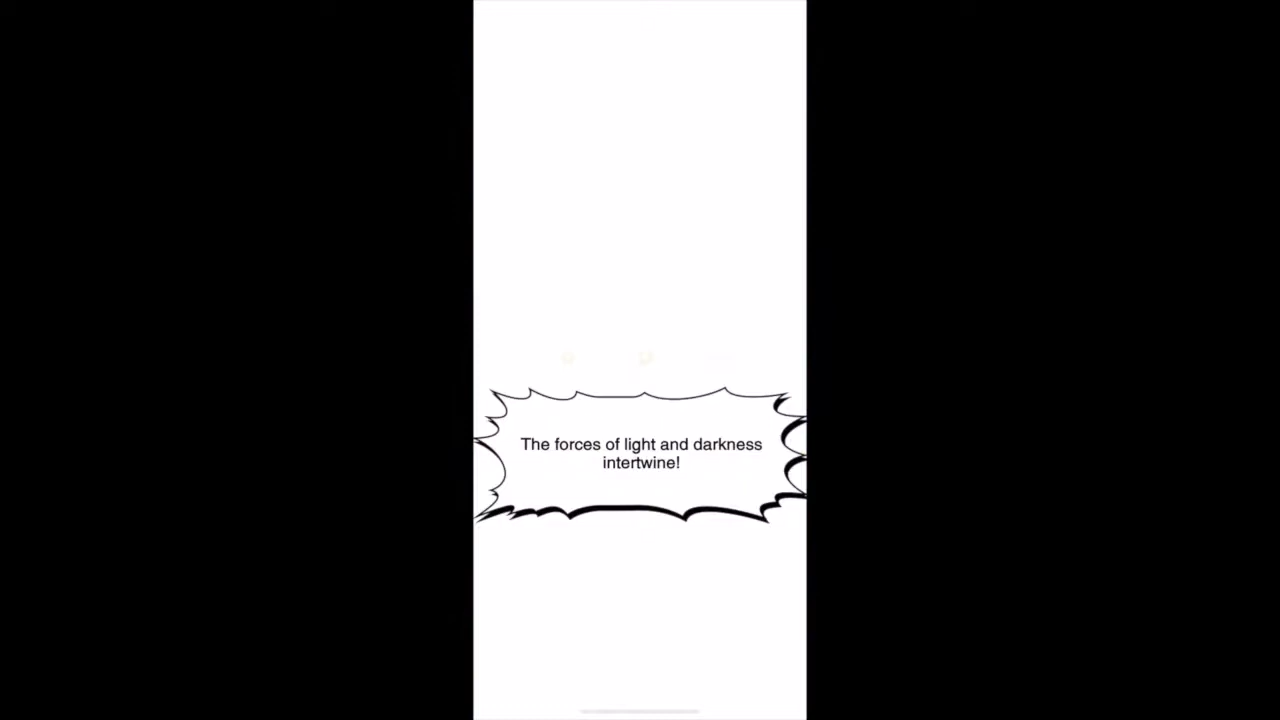 The forces of light and darkness
intertwine!